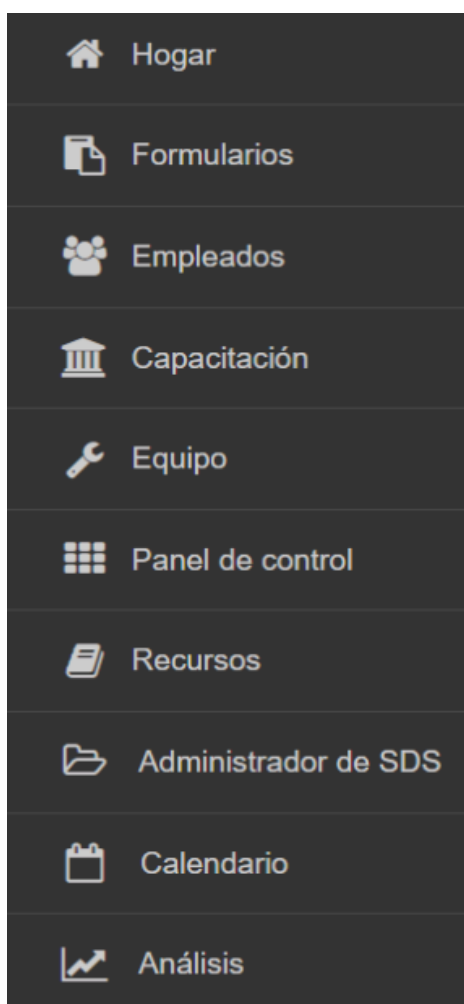 Hogar
Formularios
Empleados
Capacitación
Equipo
Panel de control
Recursos
Administrador de SDS
Calendario
Análisis